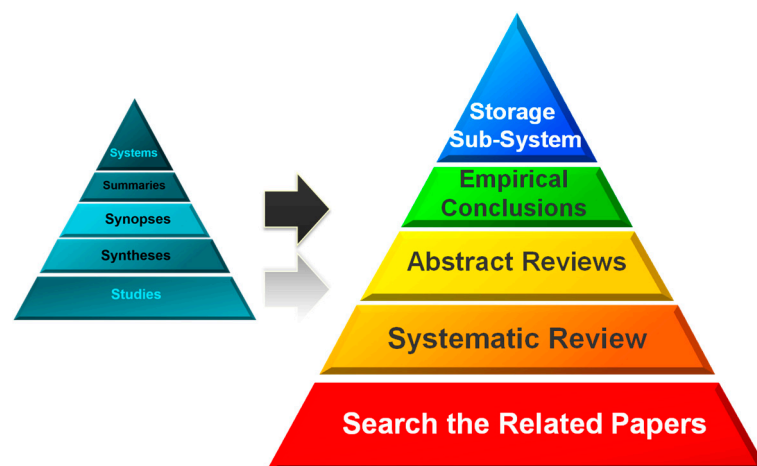 Systems
Summaries
Synopses
Syntheses
Studies
Storage
Sub-System
Empirical
Conclusions
Abstract Reviews
Systematic Review
Search the Related Papers